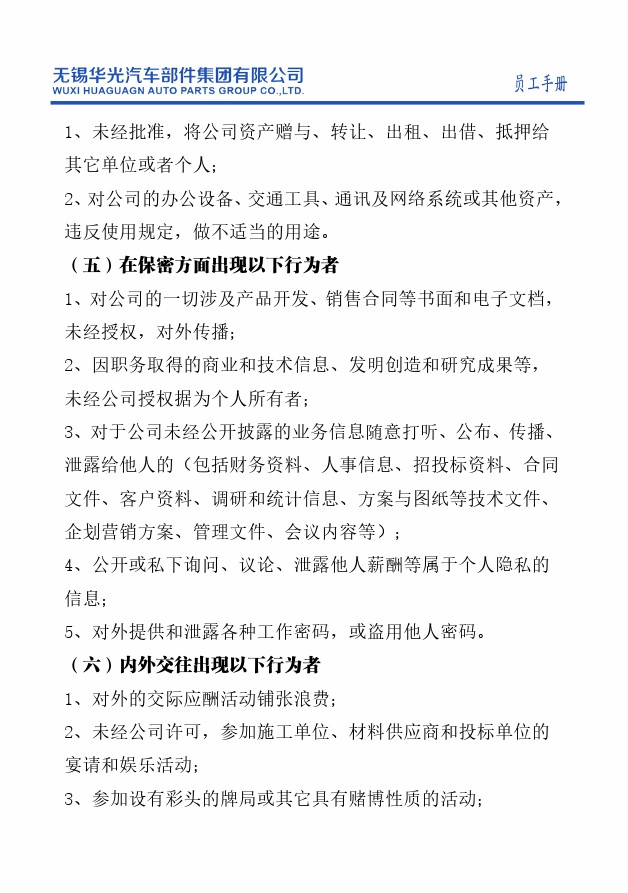 无锡华光汽车部件集团有限公司
WUXI HUAGUAGN AUTO PARTS GROUP CO.,LTD.
员工手册
1、未经批准，将公司资产赠与、转让、出租、出借、抵押给
其它单位或者个人;
2、对公司的办公设备、交通工具、通讯及网络系统或其他资产，
违反使用规定，做不适当的用途。
（五）在保密方面出现以下行为者
1、对公司的一切涉及产品开发、销售合同等书面和电子文档，
未经授权，对外传播;
2、因职务取得的商业和技术信息、发明创造和研究成果等，
未经公司授权据为个人所有者;
3、对于公司未经公开披露的业务信息随意打听、公布、传播、
泄露给他人的（包括财务资料、人事信息、招投标资料、合同
文件、客户资料、调研和统计信息、方案与图纸等技术文件、
企划营销方案、管理文件、会议内容等）;
4、公开或私下询问、议论、泄露他人薪酬等属于个人隐私的
信息;
5、对外提供和泄露各种工作密码，或盗用他人密码。
（六）内外交往出现以下行为者
1、对外的交际应酬活动铺张浪费;
2、未经公司许可，参加施工单位、材料供应商和投标单位的
宴请和娱乐活动;
3、参加设有彩头的牌局或其它具有赌博性质的活动;